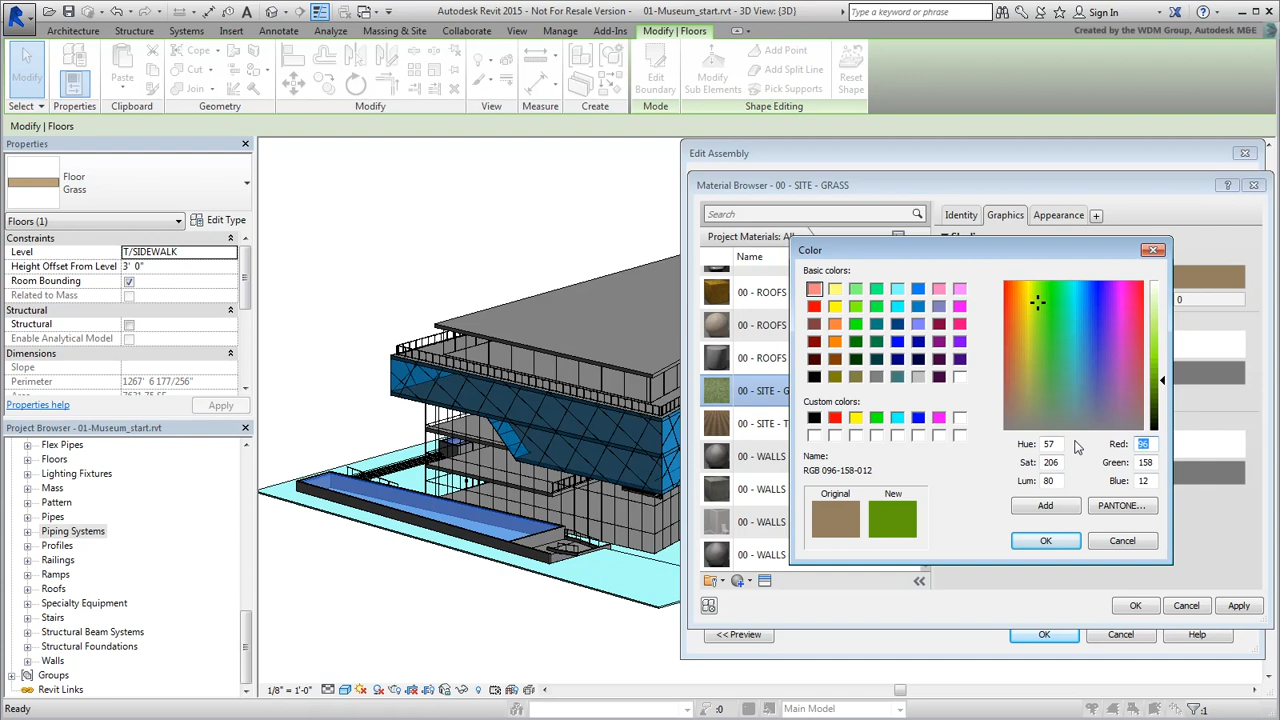 Autodesk Revit 2015 - Not For Resale Version - 01-Museum_start.rvt - 3D View: {3D}
Type a keyword or phrase
Sign In
Architecture Structure Systems Insert Annotate Analyze Massing & Site Collaborate View Manage Add-Ins Modify | Floors
Created by the WDM Group, Autodesk M&E
Modify
Paste
Cope
Cut
Join
Edit Boundary
Modify Sub Elements
Add Point
Add Split Line
Pick Supports
Reset Shape
Select Properties Clipboard Geometry Modify View Measure Create Mode Shape Editing
Modify | Floors
Properties
Floor
Grass
Floors (1)
Edit Type
Constraints
Level T/SIDEWALK
Height Offset From Level 3' 0"
Room Bounding
Related to Mass
Structural
Structural
Enable Analytical Model
Dimensions
Slope
Perimeter 1267' 6 177/256"
Properties help
Apply
Project Browser - 01-Museum_start.rvt
Flex Pipes
Floors
Lighting Fixtures
Mass
Pattern
Pipes
Piping Systems
Profiles
Railings
Ramps
Roofs
Specialty Equipment
Stairs
Structural Beam Systems
Structural Foundations
Walls
Groups
Revit Links
Edit Assembly
Material Browser - 00 - SITE - GRASS
Search
Identity Graphics Appearance
Project Materials: All
Name
00 - ROOFS
00 - ROOFS
00 - ROOFS
00 - SITE - G
00 - SITE - T
00 - WALLS
00 - WALLS
00 - WALLS
00 - WALLS
0
Color
Basic colors:
Custom colors:
Name:
RGB 096-158-012
Original New
Hue: 57 Red: 96
Sat: 206 Green: 158
Lum: 80 Blue: 12
Add PANTONE...
OK Cancel
OK Cancel Apply
<< Preview OK Cancel Help
1/8" = 1'-0"
Ready
:0
Main Model
:1